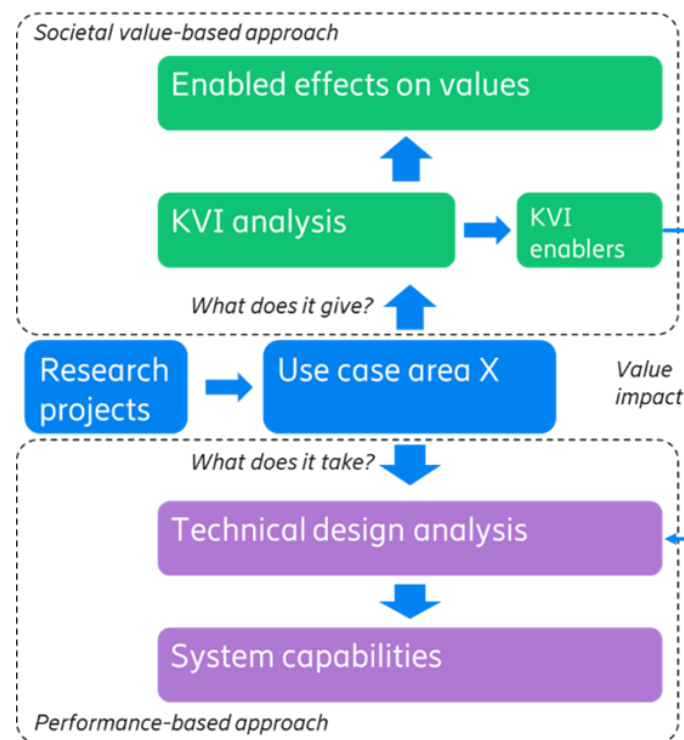 Societal value-based approach
Enabled effects on values
KVI analysis
KVI
enablers
What does it give?
Research
projects
Use case area X
Value
impact
What does it take?
Technical design analysis
System capabilities
Performance-based approach